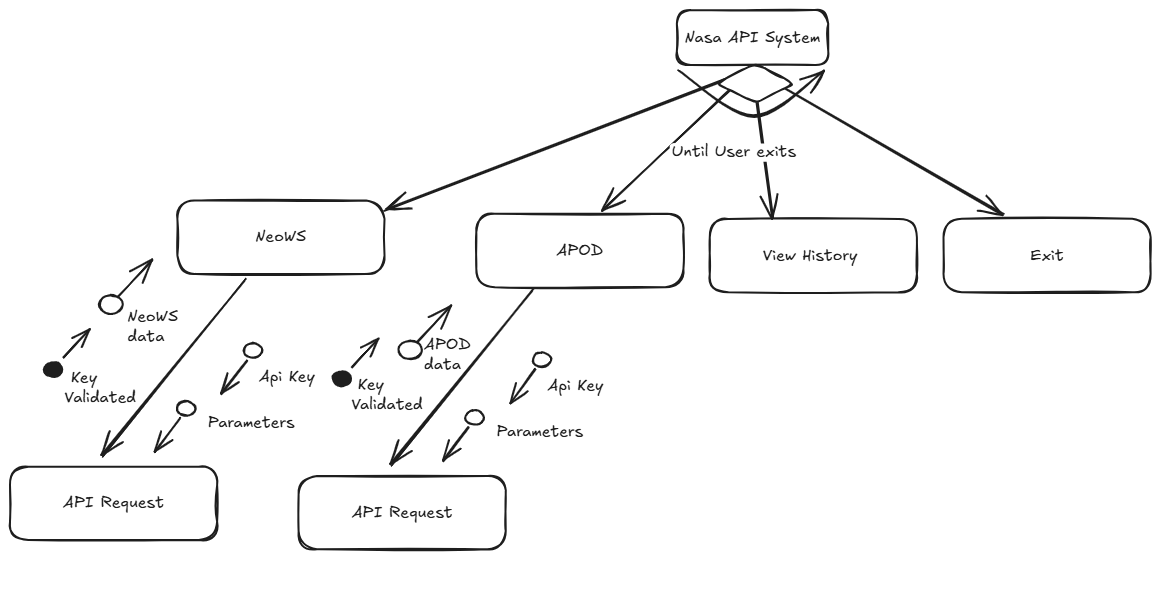 Nasa API System
Until User exits
NeoWS
APOD
View History
Exit
NeoWS
data
Key
Validated
Api Key
Parameters
APOD
data
Key
Validated
Api Key
Parameters
API Request
API Request